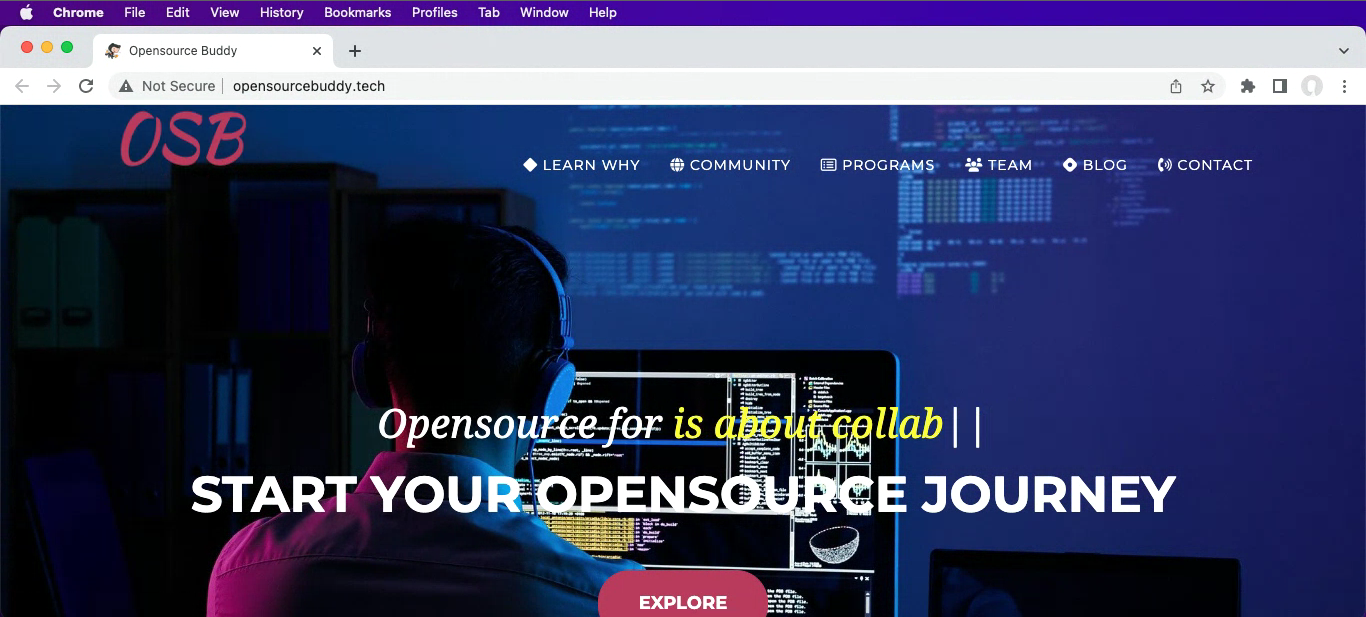 Chrome File Edit View History Bookmarks Profiles Tab Window Help
Opensource Buddy
Not Secure opensourcebuddy.tech
OSB
LEARN WHY COMMUNITY PROGRAMS TEAM BLOG CONTACT
Opensource for is about collab||
START YOUR OPENSOURCE JOURNEY
EXPLORE